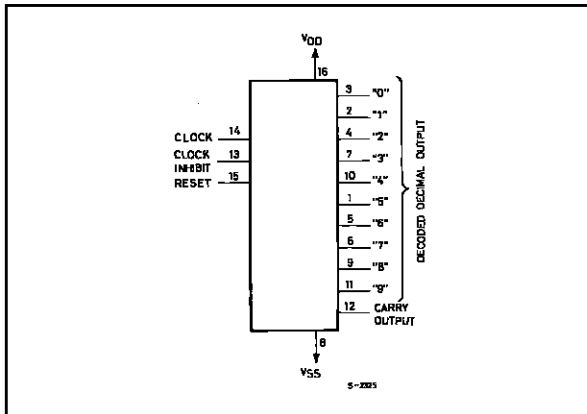 VDD
16
3 "0"
2 "1"
CLOCK 14
4 "2"
CLOCK INHIBIT 13
7 "3"
RESET 15
10 "4"
1 "5"
5 "6"
6 "7"
9 "8"
11 "9"
12 CARRY OUTPUT
DECODED DECIMAL OUTPUT
8
VSS